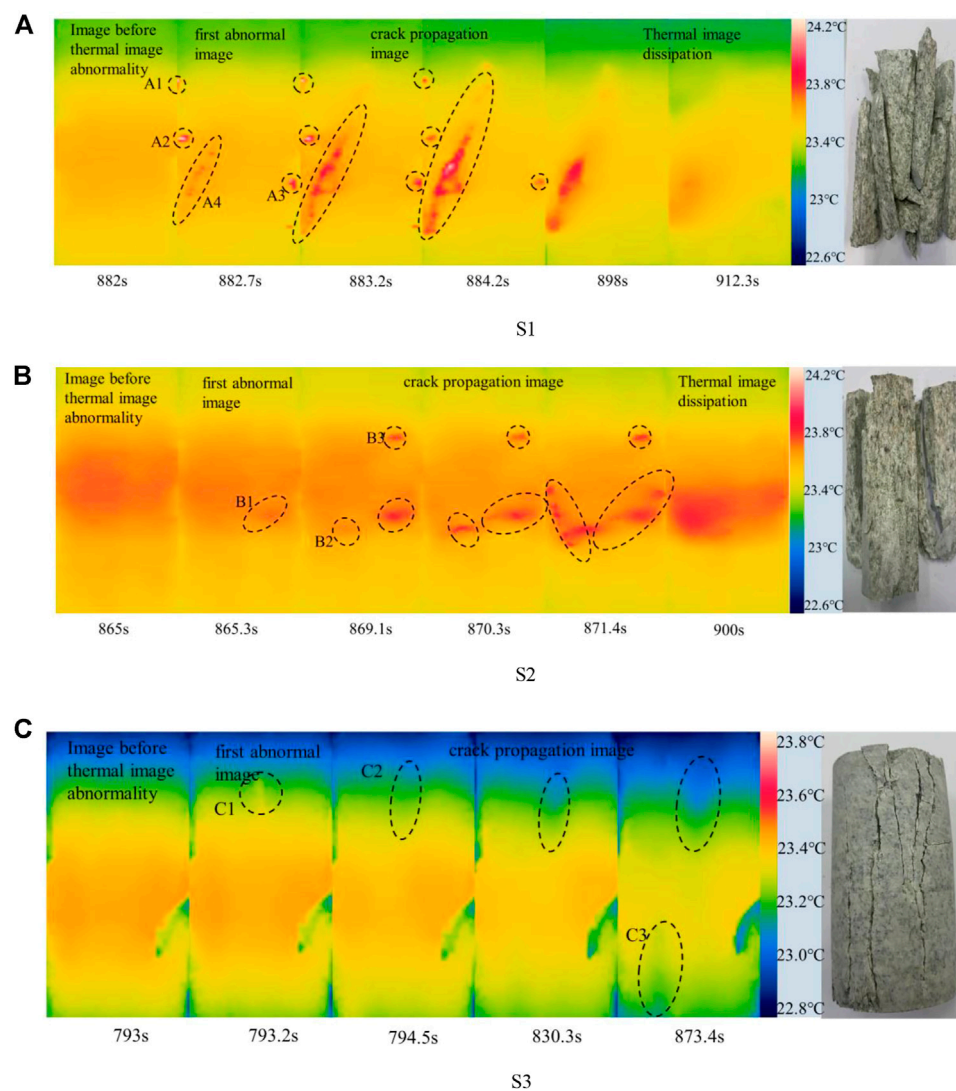 A
Image before
thermal image
abnormality
first abnormal
image
crack propagation
image
Thermal image
dissipation
A1
A2
A3
A4
24.2°C
23.8°C
23.4°C
23°C
22.6°C
882s
882.7s
883.2s
884.2s
898s
912.3s
S1
B
Image before
thermal image
abnormality
first abnormal
image
crack propagation image
Thermal image
dissipation
B3
B1
B2
24.2°C
23.8°C
23.4°C
23°C
22.6°C
865s
865.3s
869.1s
870.3s
871.4s
900s
S2
C
Image before
thermal image
abnormality
first abnormal
image
crack propagation image
C1
C2
C3
23.8°C
23.6°C
23.4°C
23.2°C
23.0°C
22.8°C
793s
793.2s
794.5s
830.3s
873.4s
S3